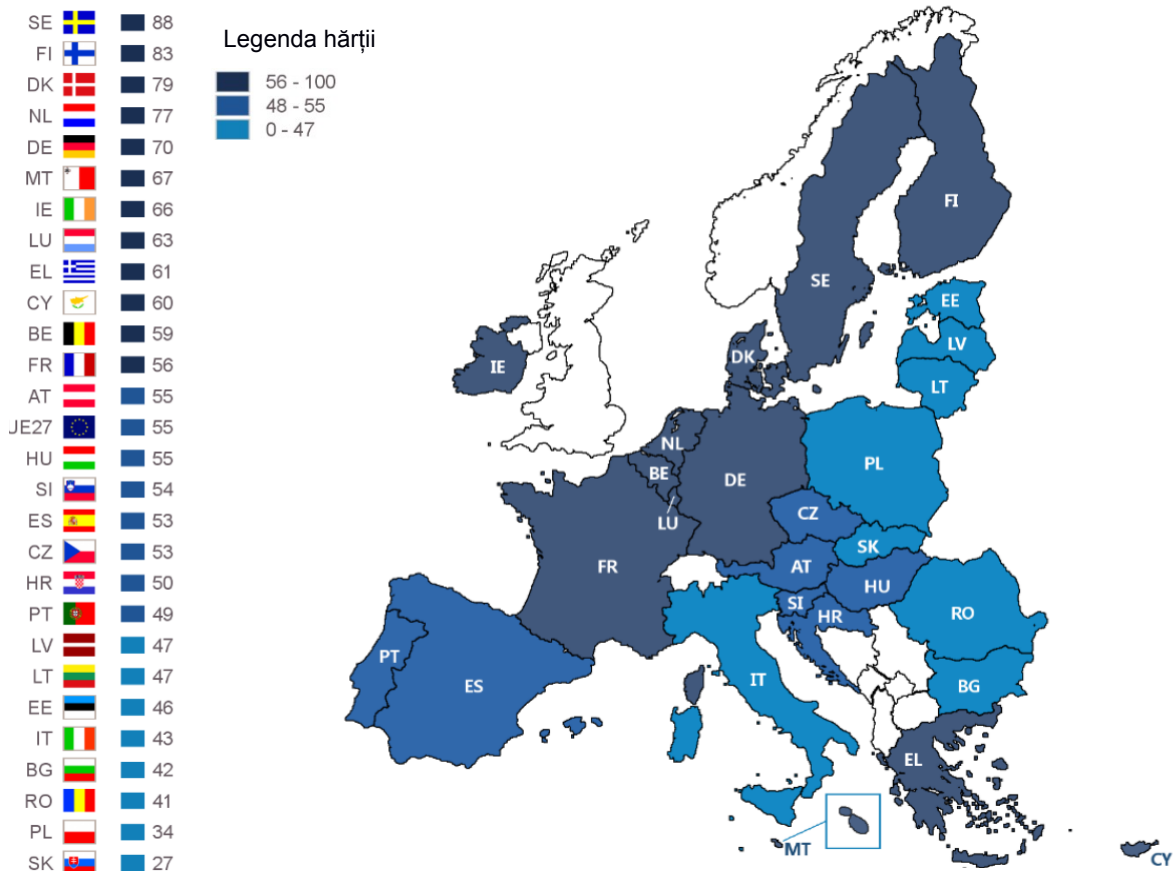 SE 88
FI 83
DK 79
NL 77
DE 70
MT 67
IE 66
LU 63
EL 61
CY 60
BE 59
FR 56
AT 55
JE27 55
HU 55
SI 54
ES 53
CZ 53
HR 50
PT 49
LV 47
LT 47
EE 46
IT 43
BG 42
RO 41
PL 34
SK 27
Legenda hărții
56 - 100
48 - 55
0 - 47
FI
SE
EE
LV
LT
DK
IE
NL
BE
LU
DE
PL
CZ
SK
AT
HU
SI
HR
RO
BG
FR
PT
ES
IT
EL
MT
CY